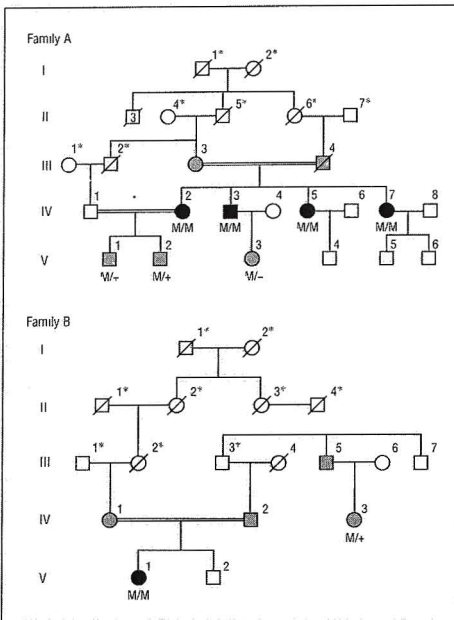 Family A
I
1* 2*
II
3 4* 5* 6* 7*
III
1* 2* 3 4
IV
1 2 3 4 5 6 7 8
M/M M/M M/M M/M
V
1 2 3 4 5 6
M/+ M/+ M/–
Family B
I
1* 2*
II
1* 2* 3* 4*
III
1* 2* 3* 4 5 6 7
IV
1 2 3
M/+
V
1 2
M/M